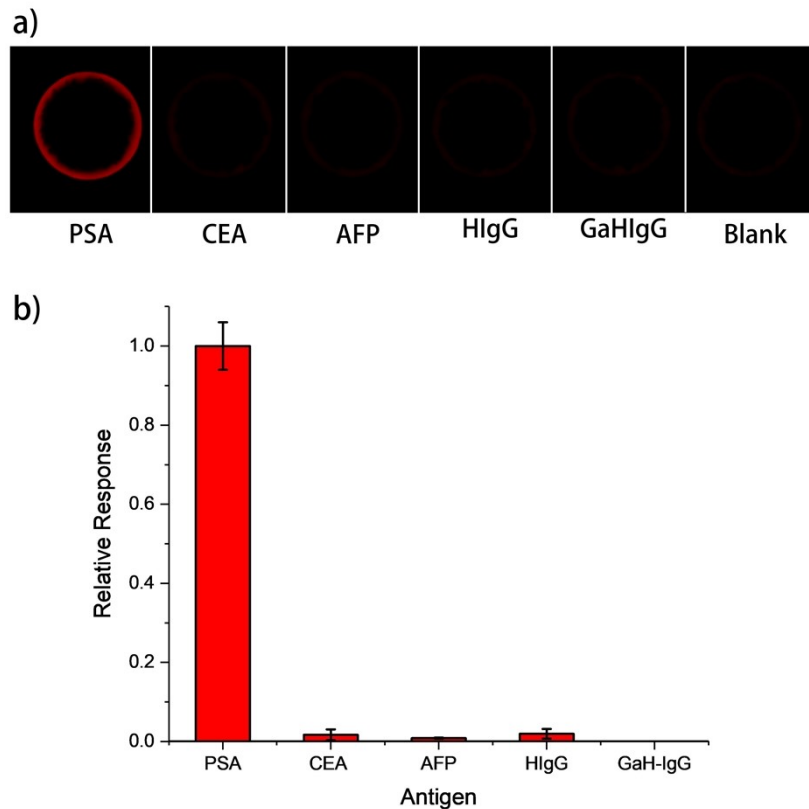 a)
PSA CEA AFP HIgG GaHIgG Blank
b)
Relative Response
1.0
0.8
0.6
0.4
0.2
0.0
PSA CEA AFP HIgG GaH-IgG
Antigen